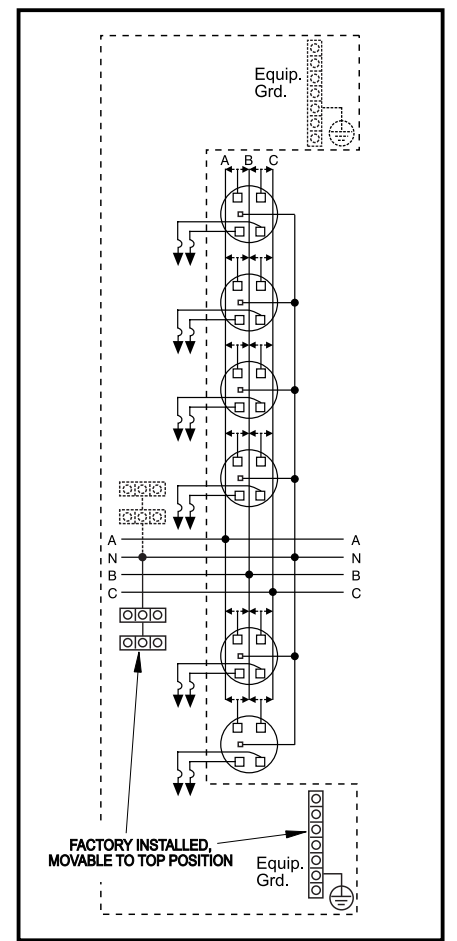 Equip.
Grd.
A B C
A A
N N
B B
C C
FACTORY INSTALLED,
MOVABLE TO TOP POSITION
Equip.
Grd.